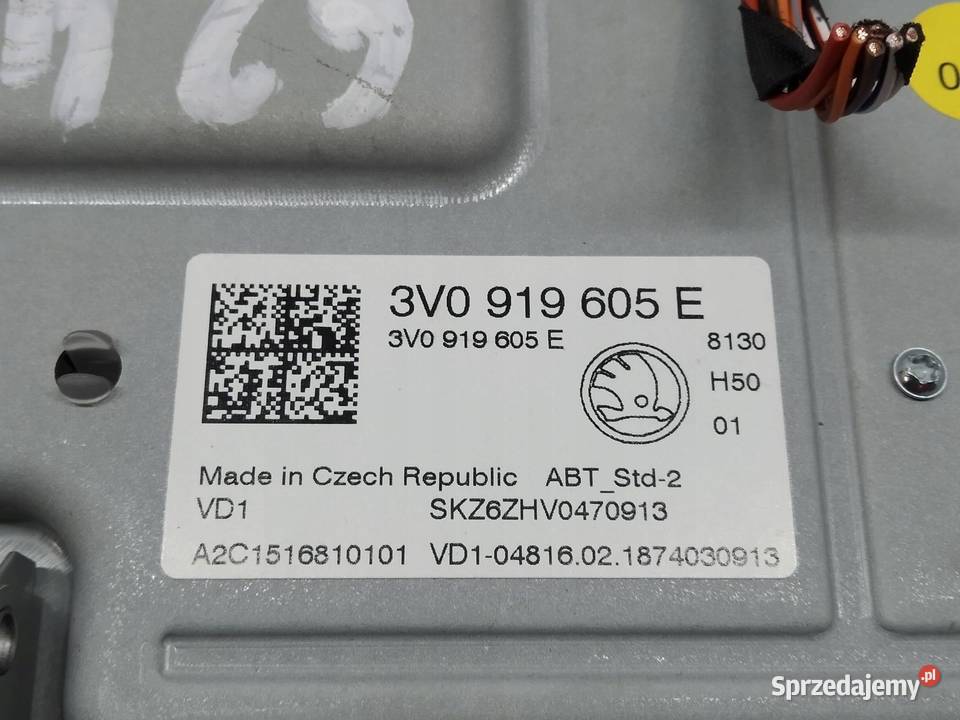 3V0 919 605 E
3V0 919 605 E
8130
H50
01
Made in Czech Republic ABT_Std-2
VD1 SKZ6ZHV0470913
A2C1516810101 VD1-04816.02.1874030913
0
Sprzedajemy.pl